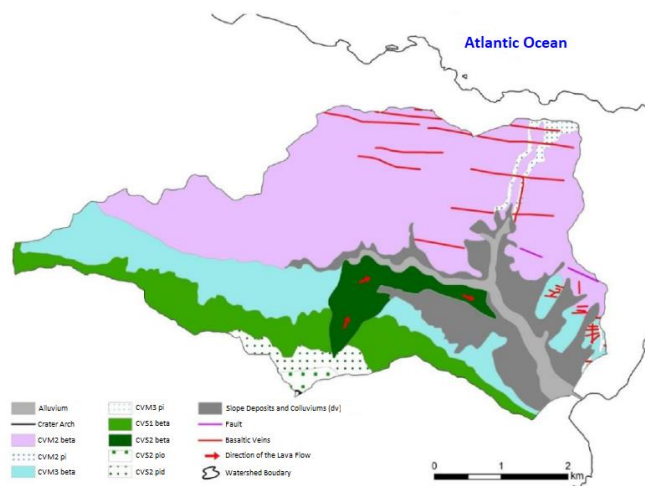 Atlantic Ocean
Alluvium
Crater Arch
CVM2 beta
CVM2 pi
CVM3 beta
CVM3 pi
CVS1 beta
CVS2 beta
CVS2 plo
CVS2 pld
Slope Deposits and Colluviums (dv)
Fault
Basaltic Veins
Direction of the Lava Flow
Watershed Boudary
0 1 2
km